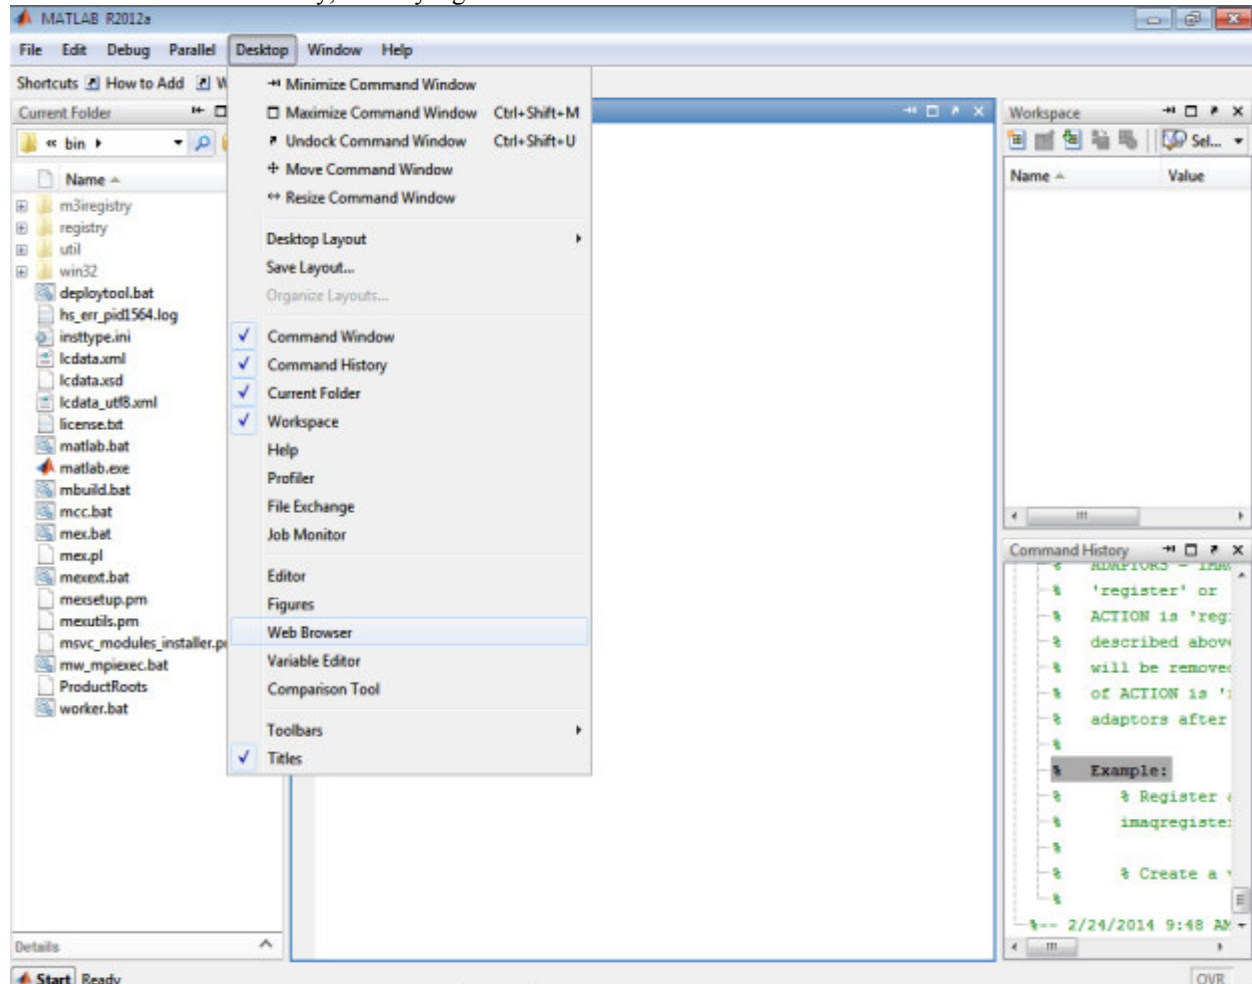 MATLAB R2012a
File Edit Debug Parallel Desktop Window Help
Shortcuts How to Add
Current Folder
« bin
Name
m3iregistry
registry
util
win32
deploytool.bat
hs_err_pid1564.log
insttype.ini
lcdata.xml
lcdata.xsd
lcdata_utf8.xml
license.txt
matlab.bat
matlab.exe
mbuild.bat
mcc.bat
mex.bat
mex.pl
mexext.bat
mexsetup.pm
mexutils.pm
msvc_modules_installer.p
mw_mpiexec.bat
ProductRoots
worker.bat
Details
Start Ready
Minimize Command Window
Maximize Command Window Ctrl+Shift+M
Undock Command Window Ctrl+Shift+U
Move Command Window
Resize Command Window
Desktop Layout
Save Layout...
Organize Layouts...
Command Window
Command History
Current Folder
Workspace
Help
Profiler
File Exchange
Job Monitor
Editor
Figures
Web Browser
Variable Editor
Comparison Tool
Toolbars
Titles
Workspace
Sel...
Name Value
Command History
% ADAPTORS -
% 'register' or
% ACTION is 'reg
% described above
% will be removed
% of ACTION is '
% adaptors after
%
% Example:
% % Register
% imaqregister
%
% % Create a
%
%-- 2/24/2014 9:48 AM
OVR